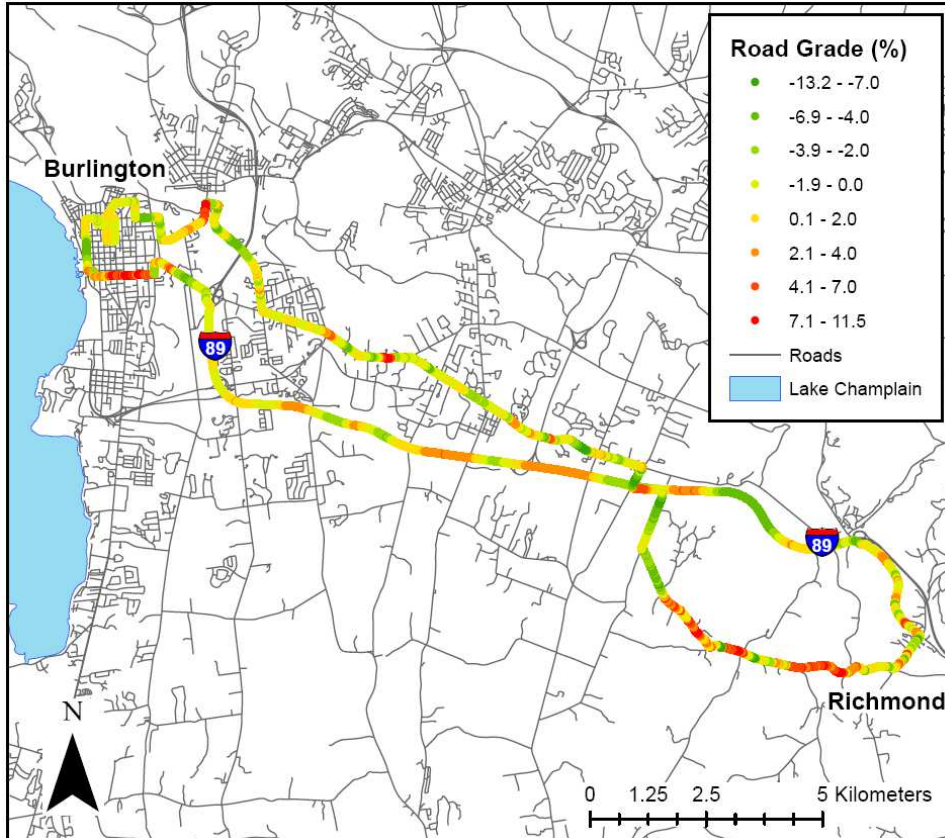 Road Grade (%)
-13.2 - -7.0
-6.9 - -4.0
-3.9 - -2.0
-1.9 - 0.0
0.1 - 2.0
2.1 - 4.0
4.1 - 7.0
7.1 - 11.5
Roads
Lake Champlain
Burlington
89
89
Richmond
N
0 1.25 2.5 5 Kilometers